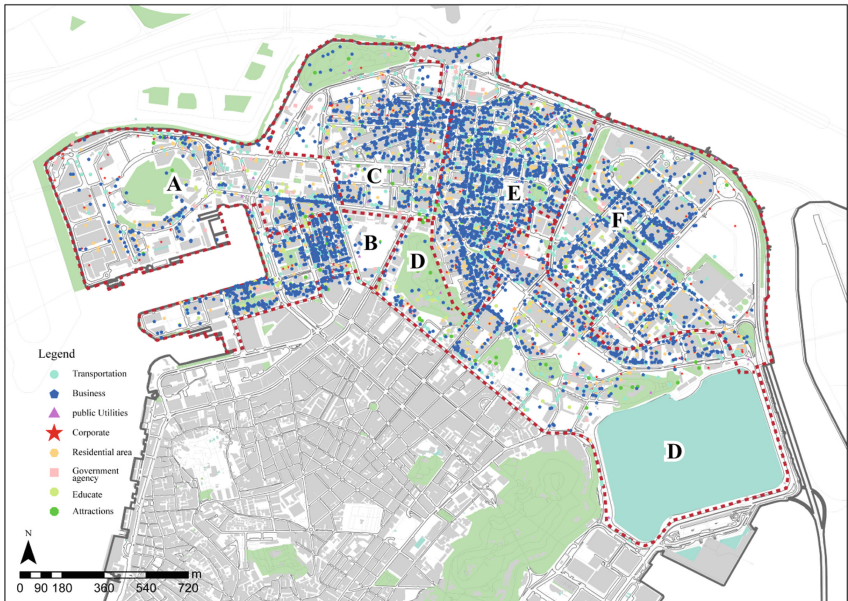 A
C
E
F
B
D
Legend
Transportation
Business
public Utilities
Corporate
Residential area
Government
agency
Educate
Attractions
D
N
0 90 180 360 540 720 m